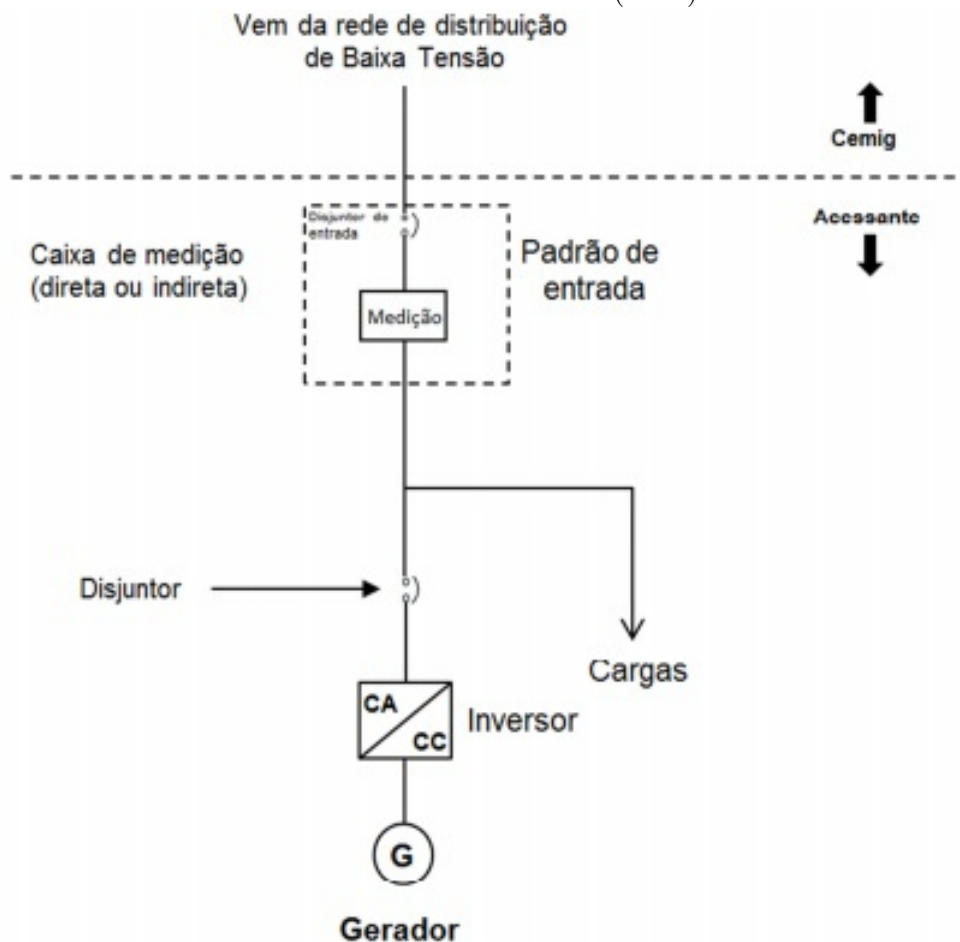 Vem da rede de distribuição
de Baixa Tensão
Cemig
Acessante
Disjuntor de
entrada
Caixa de medição
(direta ou indireta)
Padrão de
entrada
Medição
Disjuntor
Cargas
CA
CC
Inversor
G
Gerador